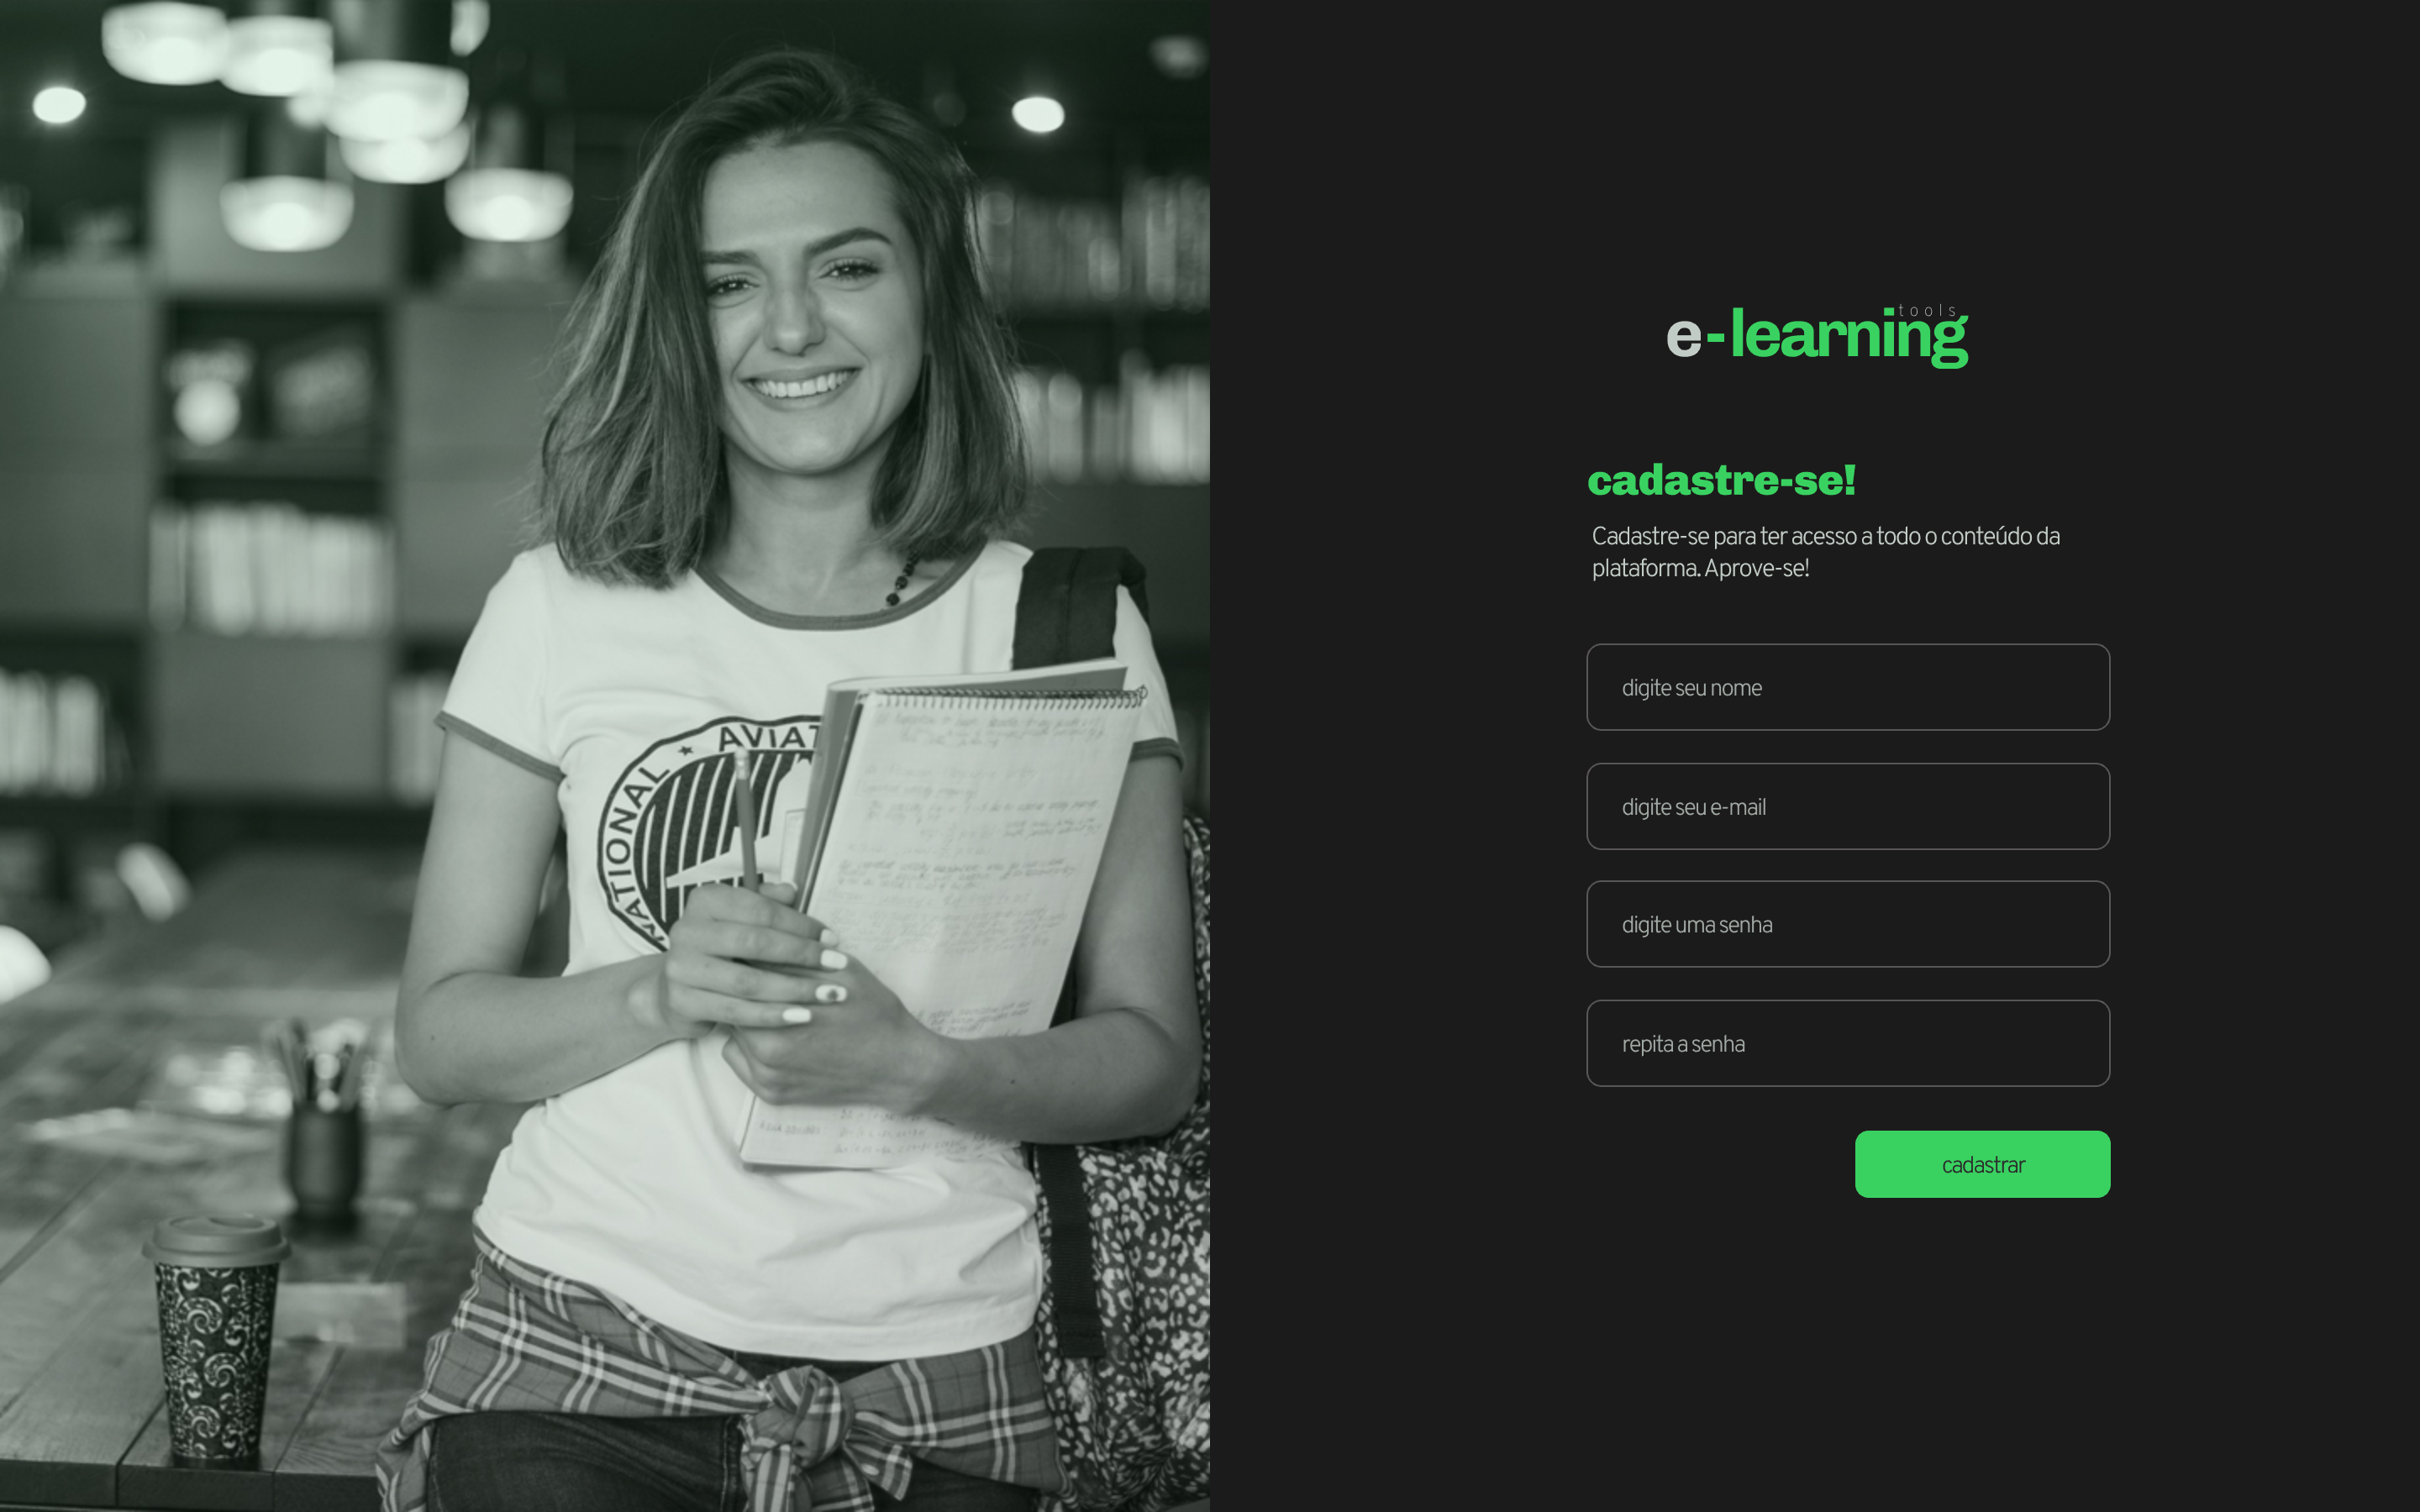 NATIONAL ★ AVIAT
tools
e-learning
cadastre-se!
Cadastre-se para ter acesso a todo o conteúdo da
plataforma. Aprove-se!
digite seu nome
digite seu e-mail
digite uma senha
repita a senha
cadastrar